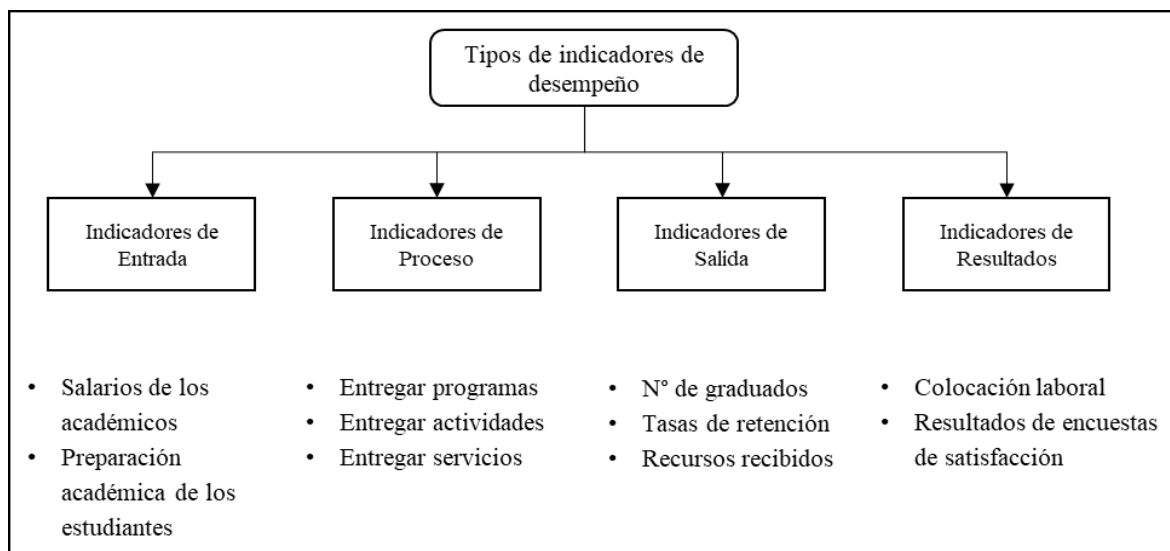 Tipos de indicadores de
desempeño
Indicadores de
Entrada
Indicadores de
Proceso
Indicadores de
Salida
Indicadores de
Resultados
• Salarios de los
académicos
• Preparación
académica de los
estudiantes
• Entregar programas
• Entregar actividades
• Entregar servicios
• Nº de graduados
• Tasas de retención
• Recursos recibidos
• Colocación laboral
• Resultados de encuestas
de satisfacción